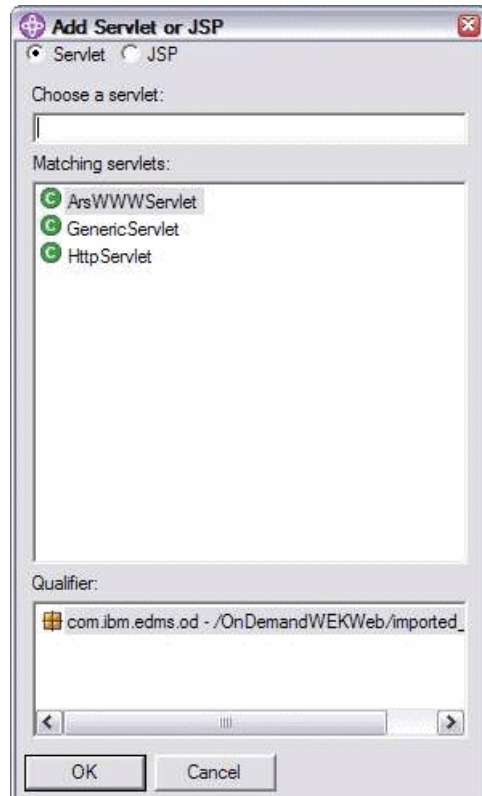 Add Servlet or JSP
Servlet JSP
Choose a servlet:
Matching servlets:
C ArsWWWServlet
C GenericServlet
C HttpServlet
Qualifier:
com.ibm.edms.od - /OnDemandWEKWeb/imported_
OK Cancel